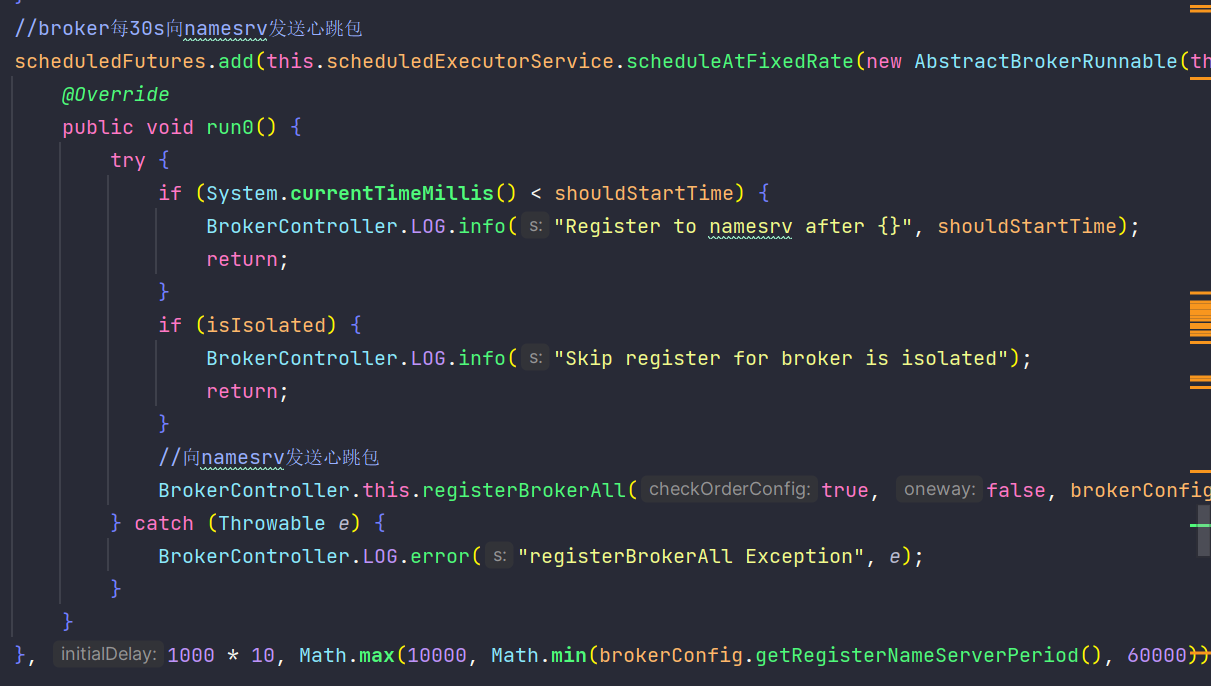 }
//broker每30s向namesrv发送心跳包
scheduledFutures.add(this.scheduledExecutorService.scheduleAtFixedRate(new AbstractBrokerRunnable(th
@Override
public void run0() {
try {
if (System.currentTimeMillis() < shouldStartTime) {
BrokerController.LOG.info( s: "Register to namesrv after {}", shouldStartTime);
return;
}
if (isIsolated) {
BrokerController.LOG.info( s: "Skip register for broker is isolated");
return;
}
//向namesrv发送心跳包
BrokerController.this.registerBrokerAll( checkOrderConfig: true, oneway: false, brokerConfig
} catch (Throwable e) {
BrokerController.LOG.error( s: "registerBrokerAll Exception", e);
}
}
}, initialDelay: 1000 * 10, Math.max(10000, Math.min(brokerConfig.getRegisterNameServerPeriod(), 60000))